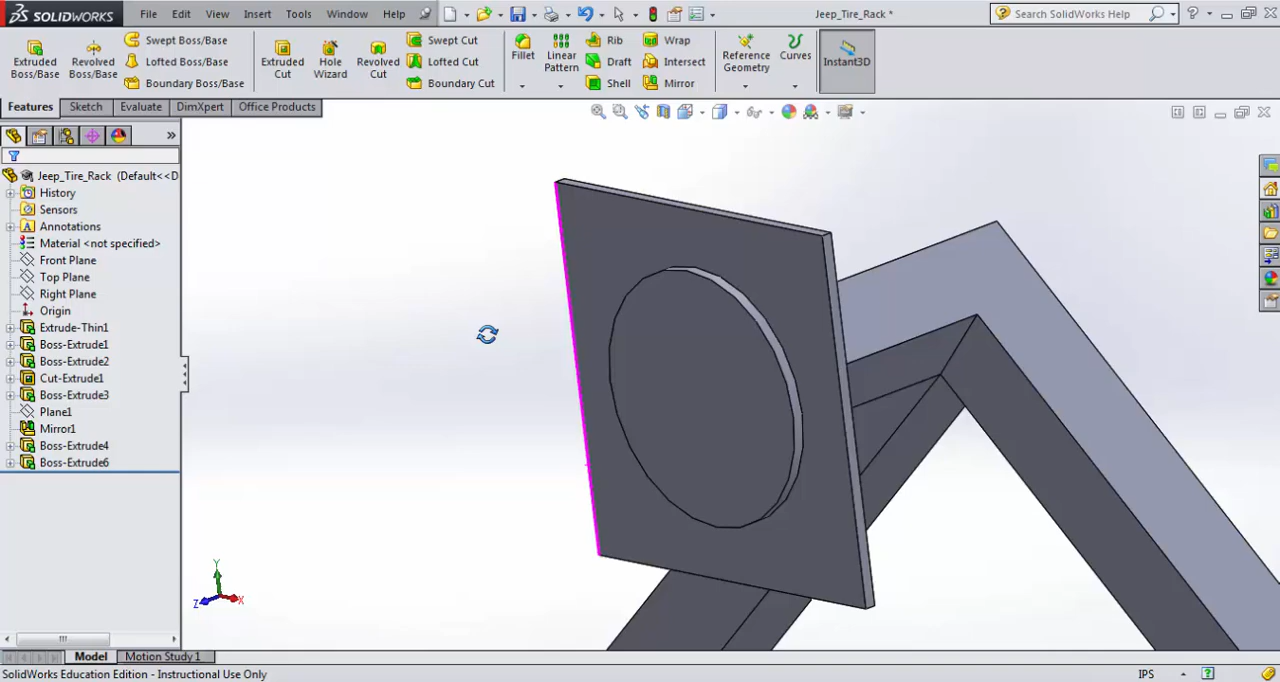 SOLIDWORKS File Edit View Insert Tools Window Help Jeep_Tire_Rack * Search SolidWorks Help
Extruded Boss/Base
Revolved Boss/Base
Swept Boss/Base
Lofted Boss/Base
Boundary Boss/Base
Extruded Cut
Hole Wizard
Revolved Cut
Swept Cut
Lofted Cut
Boundary Cut
Fillet
Linear Pattern
Rib
Draft
Shell
Wrap
Intersect
Mirror
Reference Geometry
Curves
Instant3D
Features Sketch Evaluate DimXpert Office Products
Jeep_Tire_Rack (Default<<D
History
Sensors
Annotations
Material <not specified>
Front Plane
Top Plane
Right Plane
Origin
Extrude-Thin1
Boss-Extrude1
Boss-Extrude2
Cut-Extrude1
Boss-Extrude3
Plane1
Mirror1
Boss-Extrude4
Boss-Extrude6
Y
Z X
Model Motion Study 1
SolidWorks Education Edition - Instructional Use Only IPS